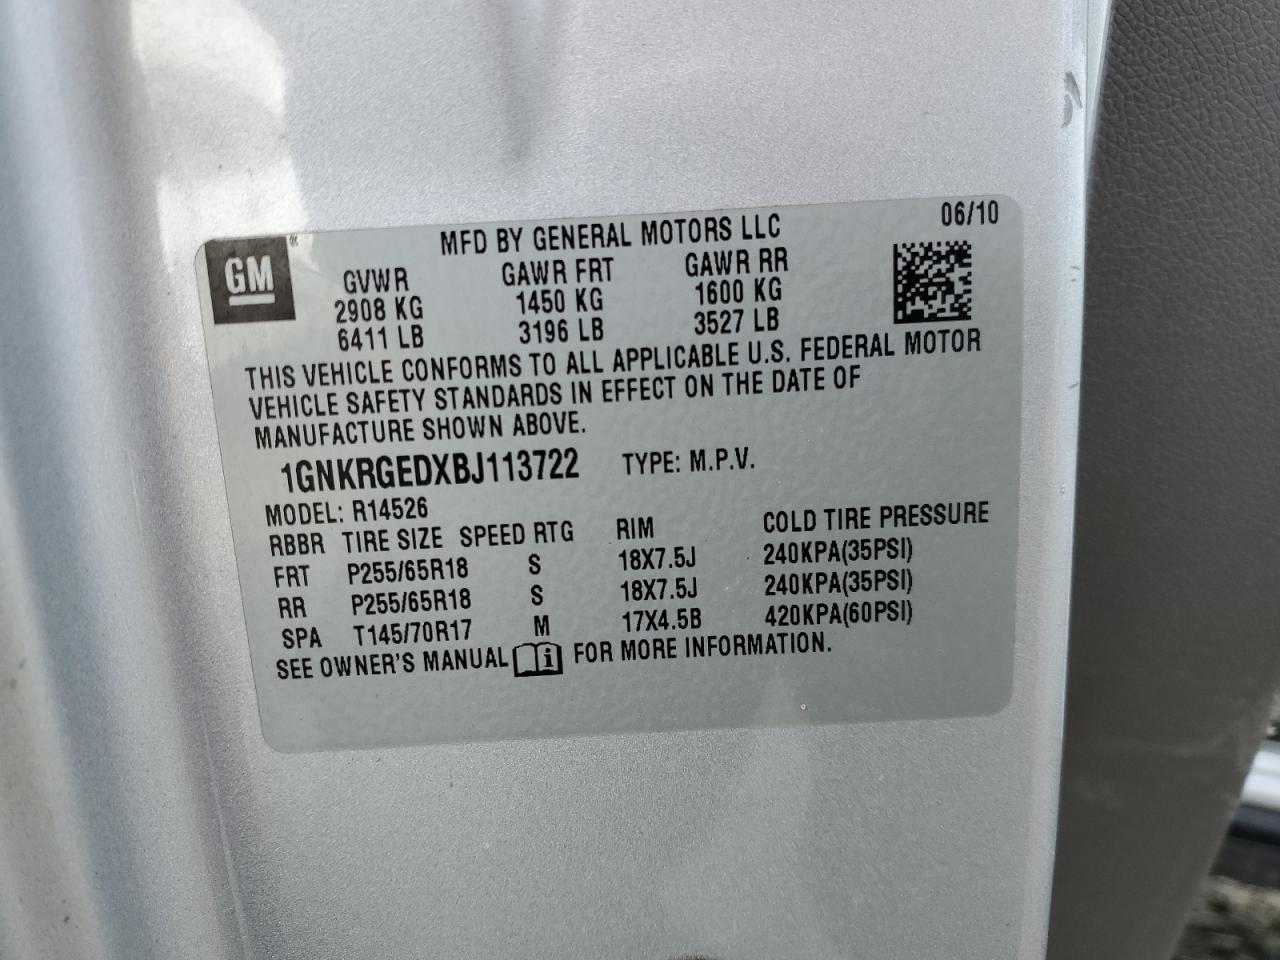 06/10
GM®
MFD BY GENERAL MOTORS LLC
GVWR GAWR FRT GAWR RR
2908 KG 1450 KG 1600 KG
6411 LB 3196 LB 3527 LB
THIS VEHICLE CONFORMS TO ALL APPLICABLE U.S. FEDERAL MOTOR
VEHICLE SAFETY STANDARDS IN EFFECT ON THE DATE OF
MANUFACTURE SHOWN ABOVE.
1GNKRGEDXBJ113722 TYPE: M.P.V.
MODEL: R14526
RBBR TIRE SIZE SPEED RTG RIM COLD TIRE PRESSURE
FRT P255/65R18 S 18X7.5J 240KPA(35PSI)
RR P255/65R18 S 18X7.5J 240KPA(35PSI)
SPA T145/70R17 M 17X4.5B 420KPA(60PSI)
SEE OWNER'S MANUAL i FOR MORE INFORMATION.